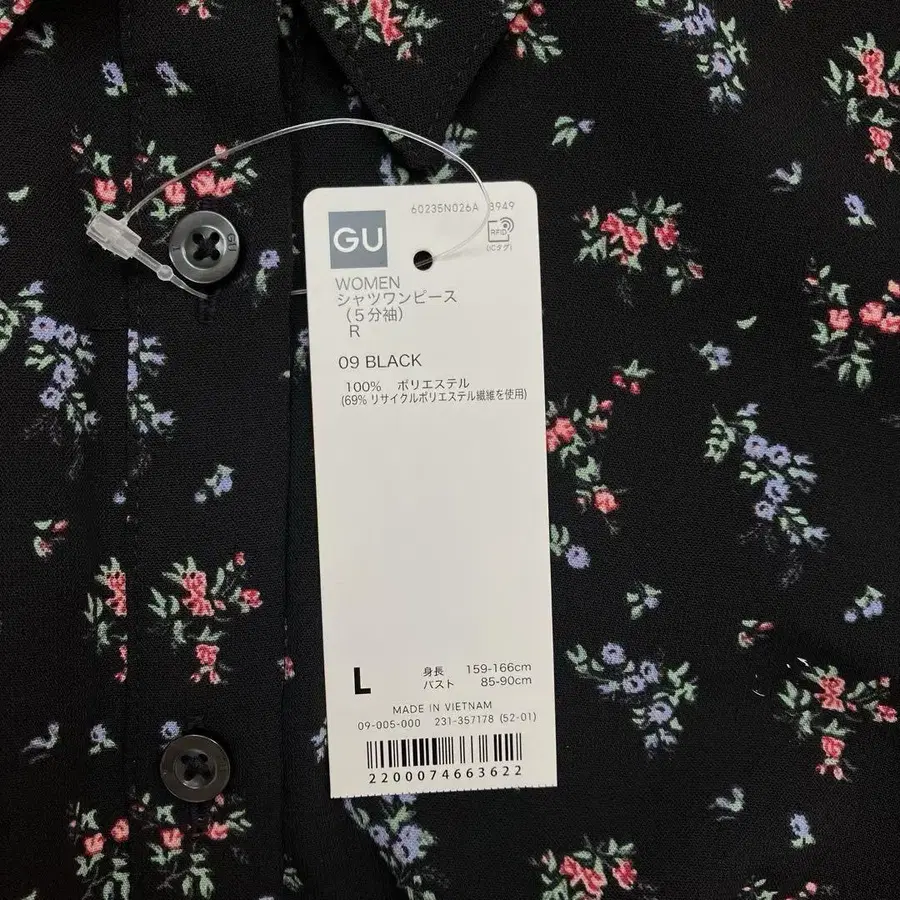 60235N026A 3949
GU
RFID
(ICタグ)
WOMEN
シャツワンピース
(5分袖)
R
09 BLACK
100% ポリエステル
(69% リサイクルポリエステル繊維を使用)
L
身長 159-166cm
バスト 85-90cm
MADE IN VIETNAM
09-005-000 231-357178 (52-01)
2200074663622
GU